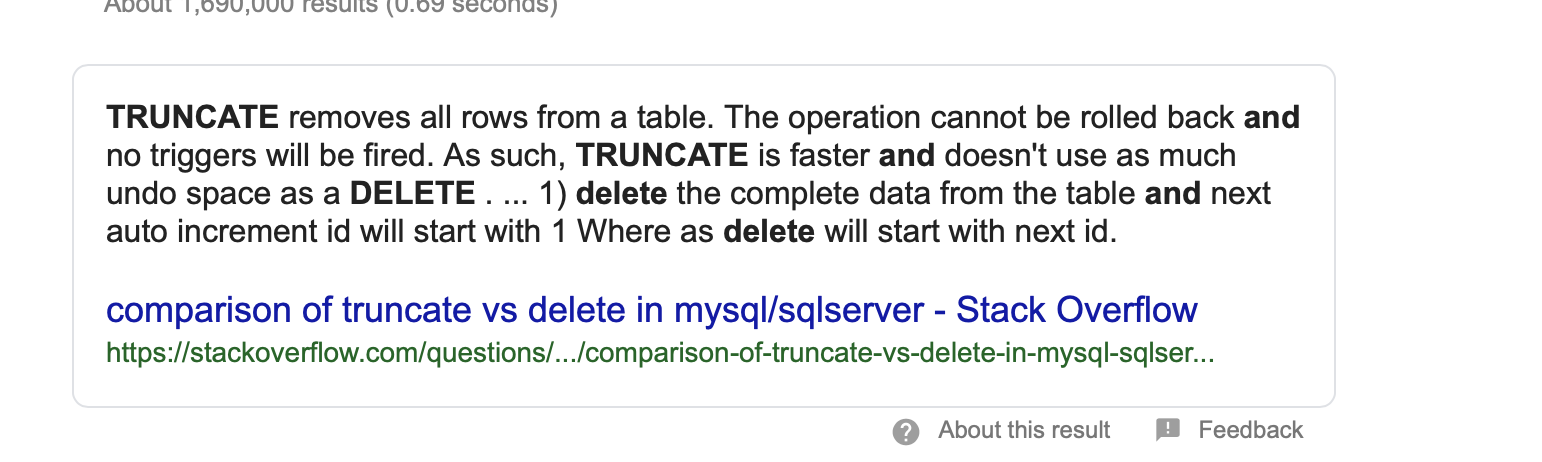 About 1,690,000 results (0.69 seconds)
TRUNCATE removes all rows from a table. The operation cannot be rolled back and
no triggers will be fired. As such, TRUNCATE is faster and doesn't use as much
undo space as a DELETE . ... 1) delete the complete data from the table and next
auto increment id will start with 1 Where as delete will start with next id.
comparison of truncate vs delete in mysql/sqlserver - Stack Overflow
https://stackoverflow.com/questions/.../comparison-of-truncate-vs-delete-in-mysql-sqlser...
About this result Feedback